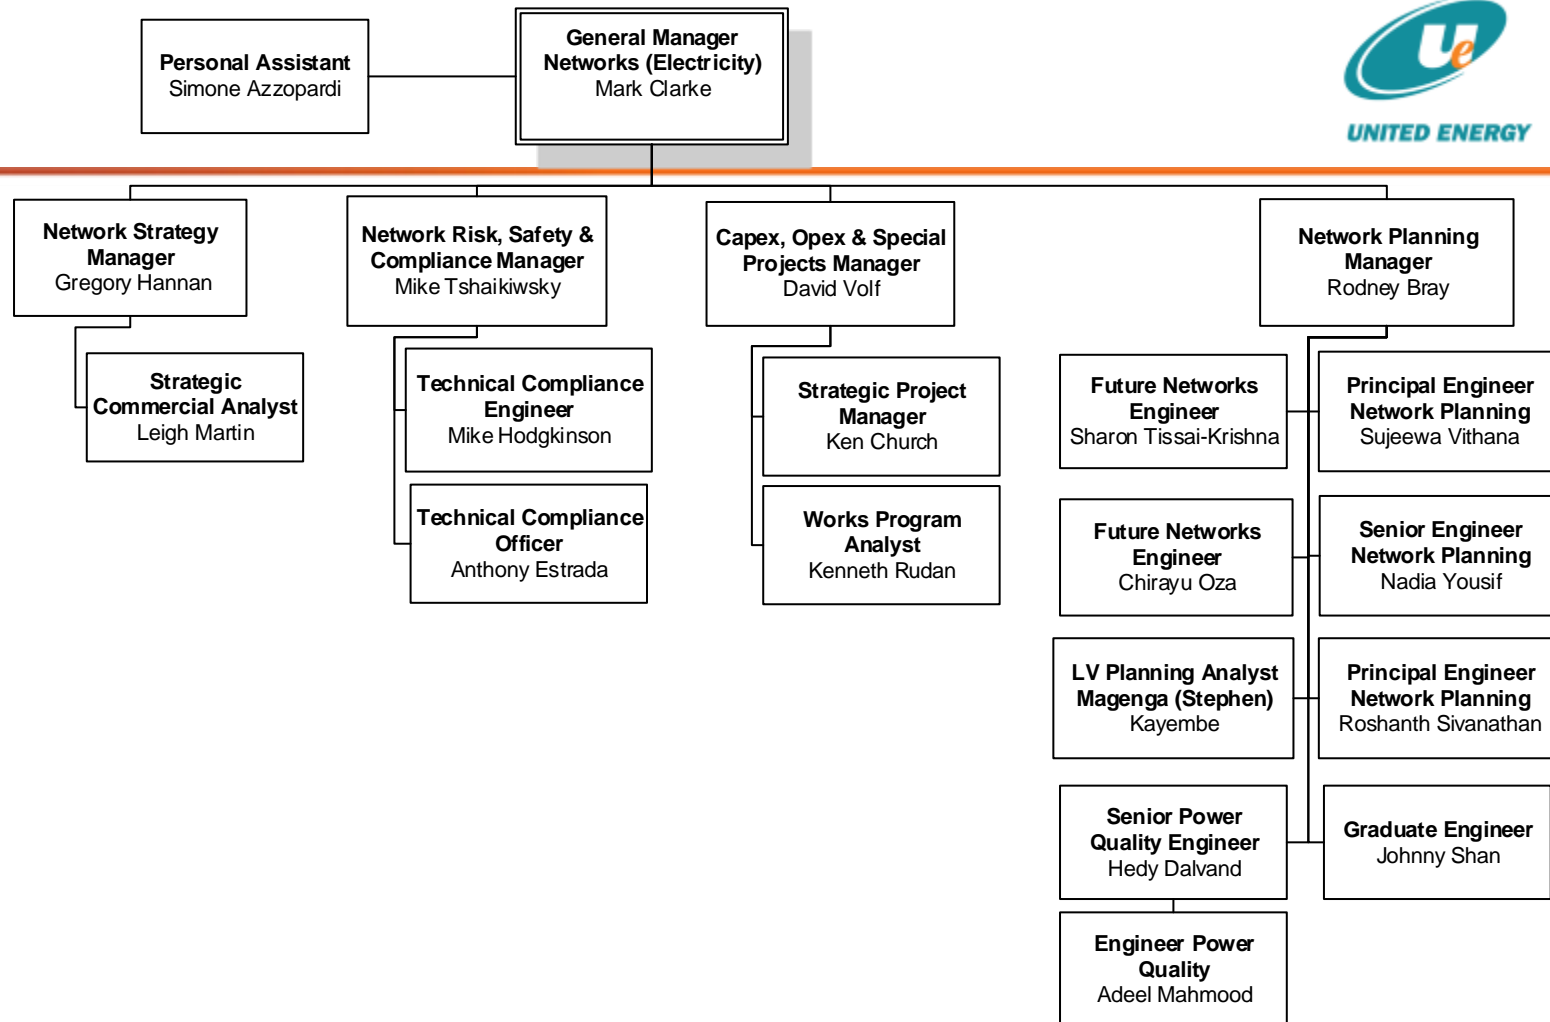 Personal Assistant
Simone Azzopardi
General Manager
Networks (Electricity)
Mark Clarke
Ue
UNITED ENERGY
Network Strategy
Manager
Gregory Hannan
Network Risk, Safety &
Compliance Manager
Mike Tshaikiwsky
Capex, Opex & Special
Projects Manager
David Volf
Network Planning
Manager
Rodney Bray
Strategic
Commercial Analyst
Leigh Martin
Technical Compliance
Engineer
Mike Hodgkinson
Strategic Project
Manager
Ken Church
Future Networks
Engineer
Sharon Tissai-Krishna
Principal Engineer
Network Planning
Sujeewa Vithana
Technical Compliance
Officer
Anthony Estrada
Works Program
Analyst
Kenneth Rudan
Future Networks
Engineer
Chirayu Oza
Senior Engineer
Network Planning
Nadia Yousif
LV Planning Analyst
Magenga (Stephen)
Kayembe
Principal Engineer
Network Planning
Roshanth Sivanathan
Senior Power
Quality Engineer
Hedy Dalvand
Graduate Engineer
Johnny Shan
Engineer Power
Quality
Adeel Mahmood